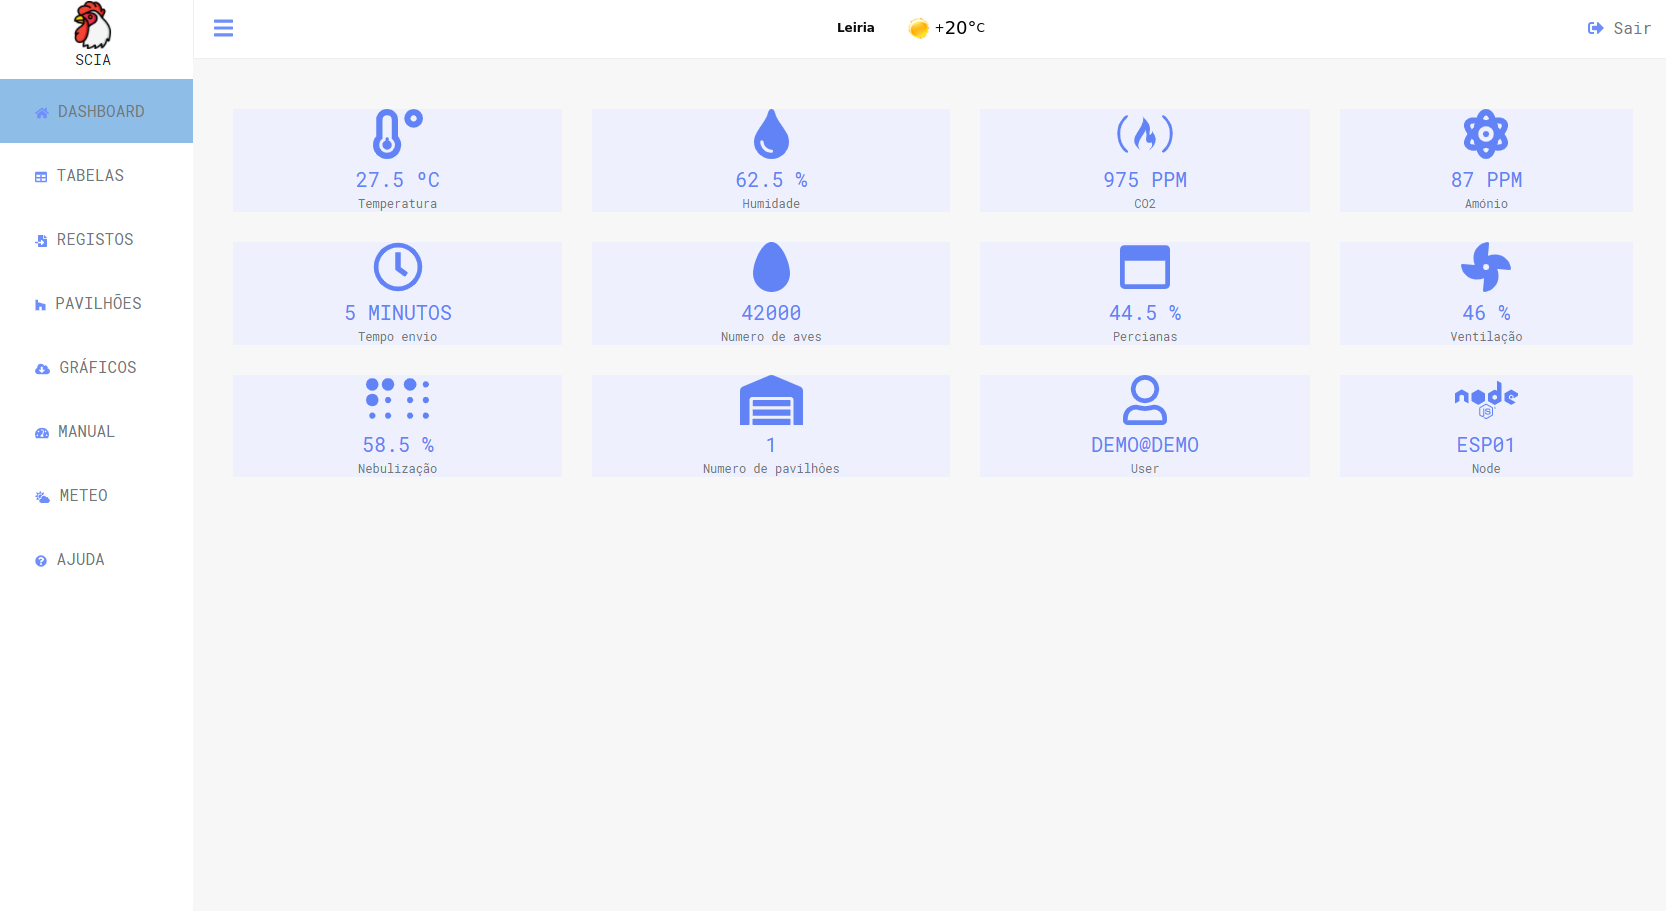 SCIA
DASHBOARD
TABELAS
REGISTOS
PAVILHÕES
GRÁFICOS
MANUAL
METEO
AJUDA
Leiria
+20°C
Sair
27.5 ºC
Temperatura
62.5 %
Humidade
975 PPM
CO2
87 PPM
Amónio
5 MINUTOS
Tempo envio
42000
Numero de aves
44.5 %
Percianas
46 %
Ventilação
58.5 %
Nebulização
1
Numero de pavilhões
DEMO@DEMO
User
node
JS
ESP01
Node